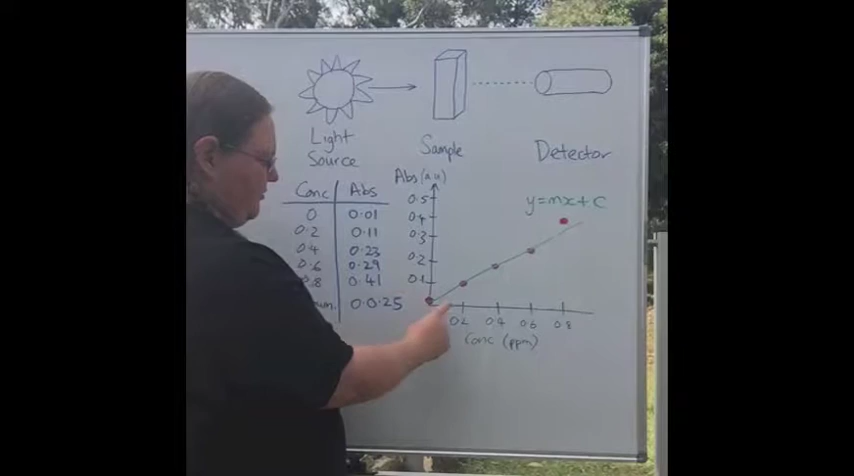 Light
Source
Sample
Detector
Conc Abs
0 0.01
0.2 0.11
0.4 0.23
0.6 0.29
0.8 0.41
0.0.25
Abs (A.U)
0.5
0.4
0.3
0.2
0.1
y=mx+c
0.2 0.4 0.6 0.8
Conc (ppm)